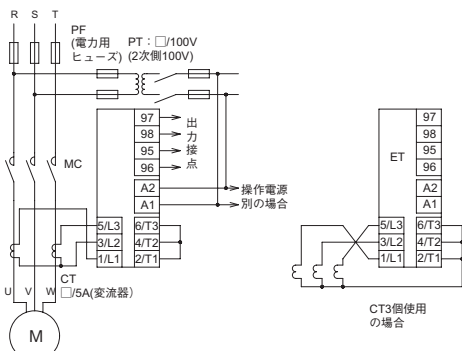 R S T
PF
(電力用
ヒューズ)
PT：□/100V
(2次側100V)
97
98
95
96
出力接点
MC
A2
A1
操作電源
別の場合
5/L3 6/T3
3/L2 4/T2
1/L1 2/T1
CT
□/5A(変流器)
U V W
M
ET
97
98
95
96
A2
A1
5/L3 6/T3
3/L2 4/T2
1/L1 2/T1
CT3個使用
の場合